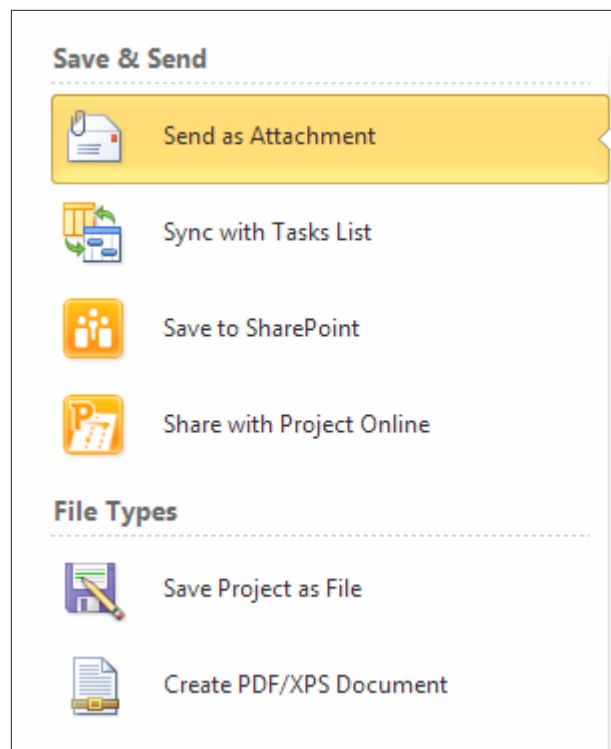 Save & Send
Send as Attachment
Sync with Tasks List
Save to SharePoint
Share with Project Online
File Types
Save Project as File
Create PDF/XPS Document